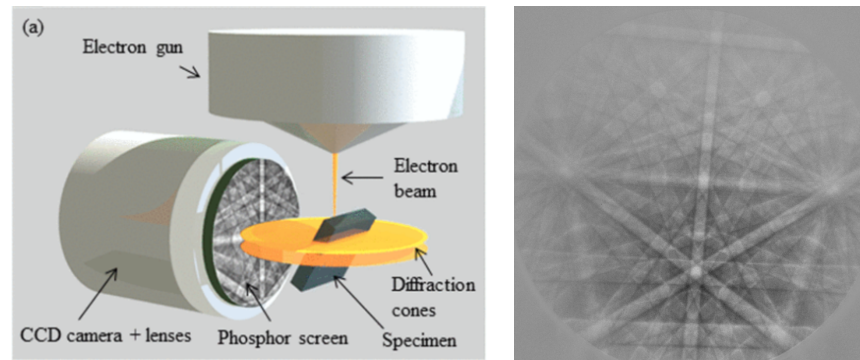 (a)
Electron gun
Electron
beam
Diffraction
cones
CCD camera + lenses
Phosphor screen
Specimen